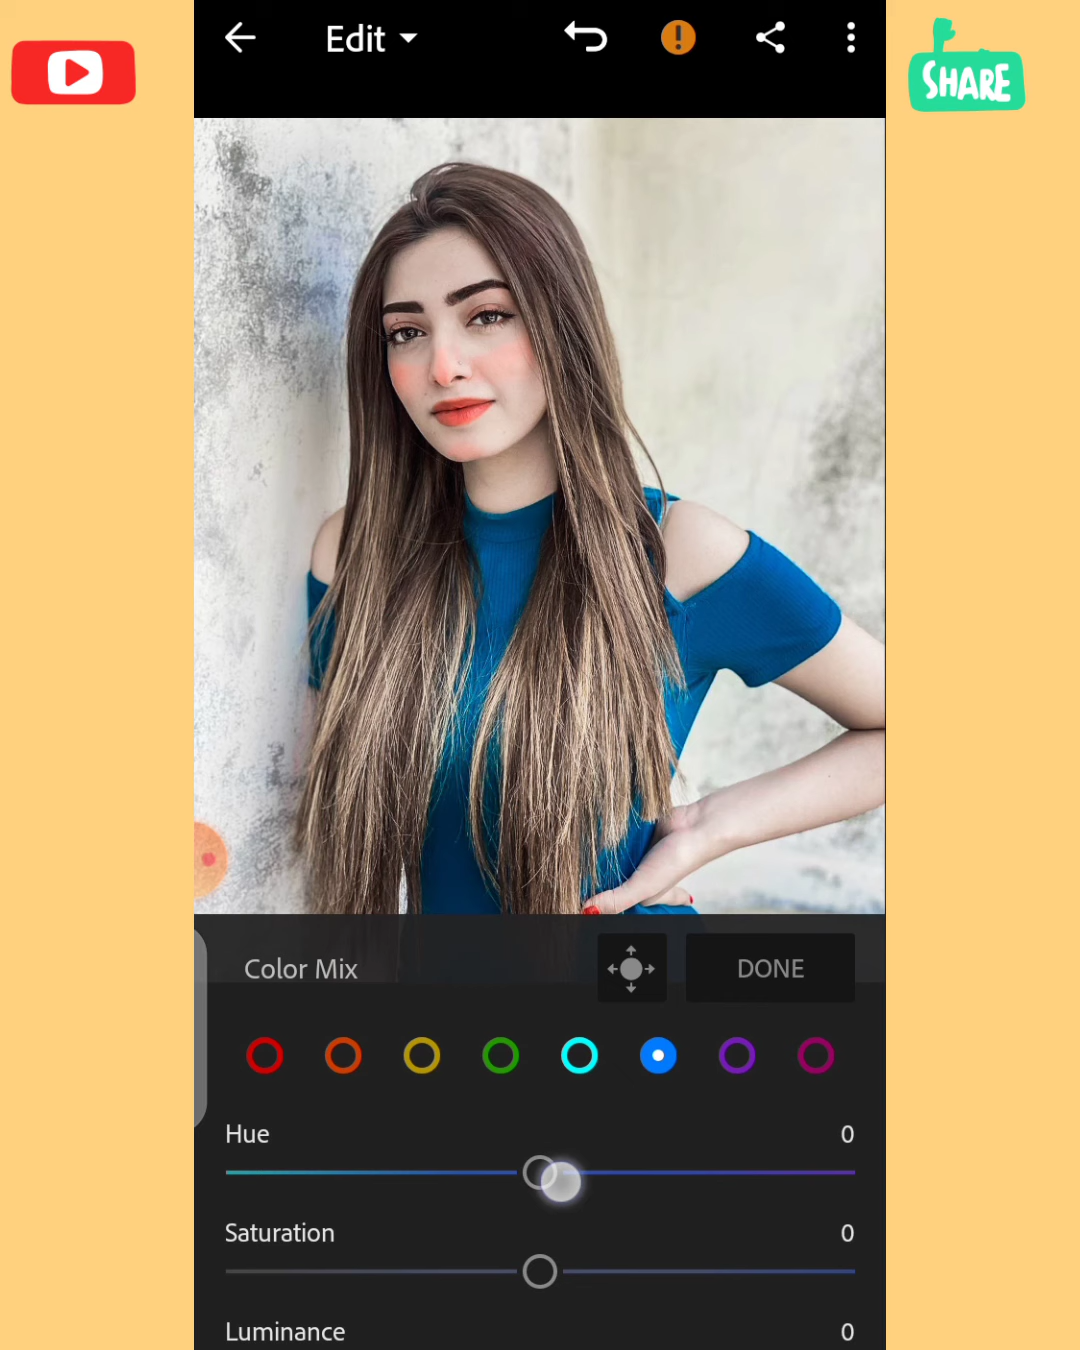 Edit
SHARE
Color Mix
DONE
Hue
0
Saturation
0
Luminance
0